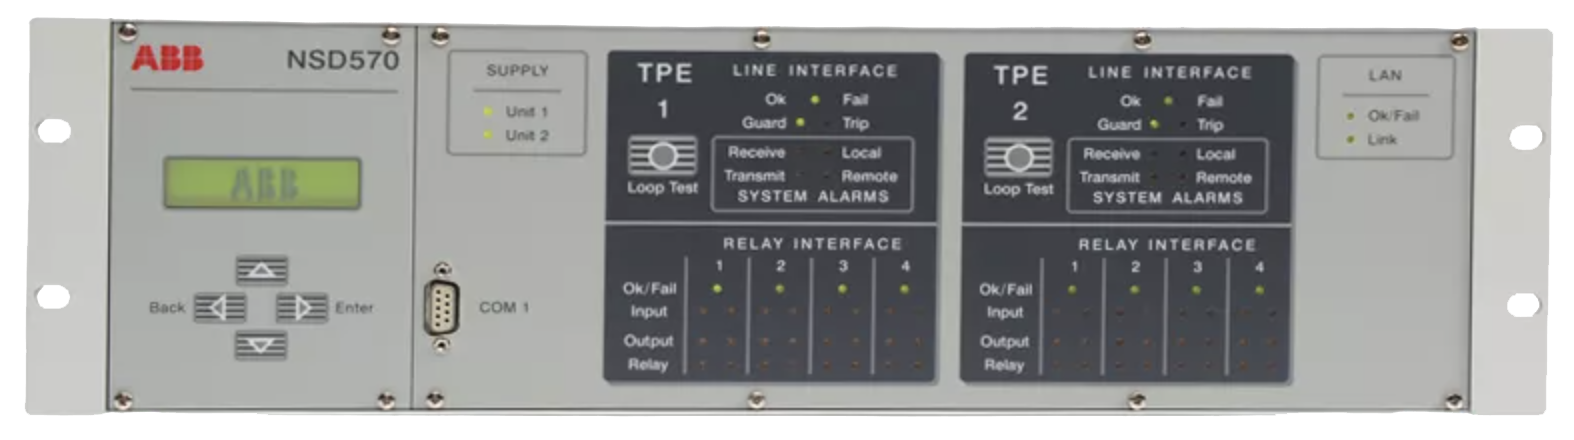 ABB NSD570
ABB
Back Enter
SUPPLY
Unit 1
Unit 2
COM 1
TPE
1
Loop Test
LINE INTERFACE
Ok Fail
Guard Trip
Receive Local
Transmit Remote
SYSTEM ALARMS
RELAY INTERFACE
1 2 3 4
Ok/Fail
Input
Output
Relay
TPE
2
Loop Test
LINE INTERFACE
Ok Fail
Guard Trip
Receive Local
Transmit Remote
SYSTEM ALARMS
RELAY INTERFACE
1 2 3 4
Ok/Fail
Input
Output
Relay
LAN
Ok/Fail
Link